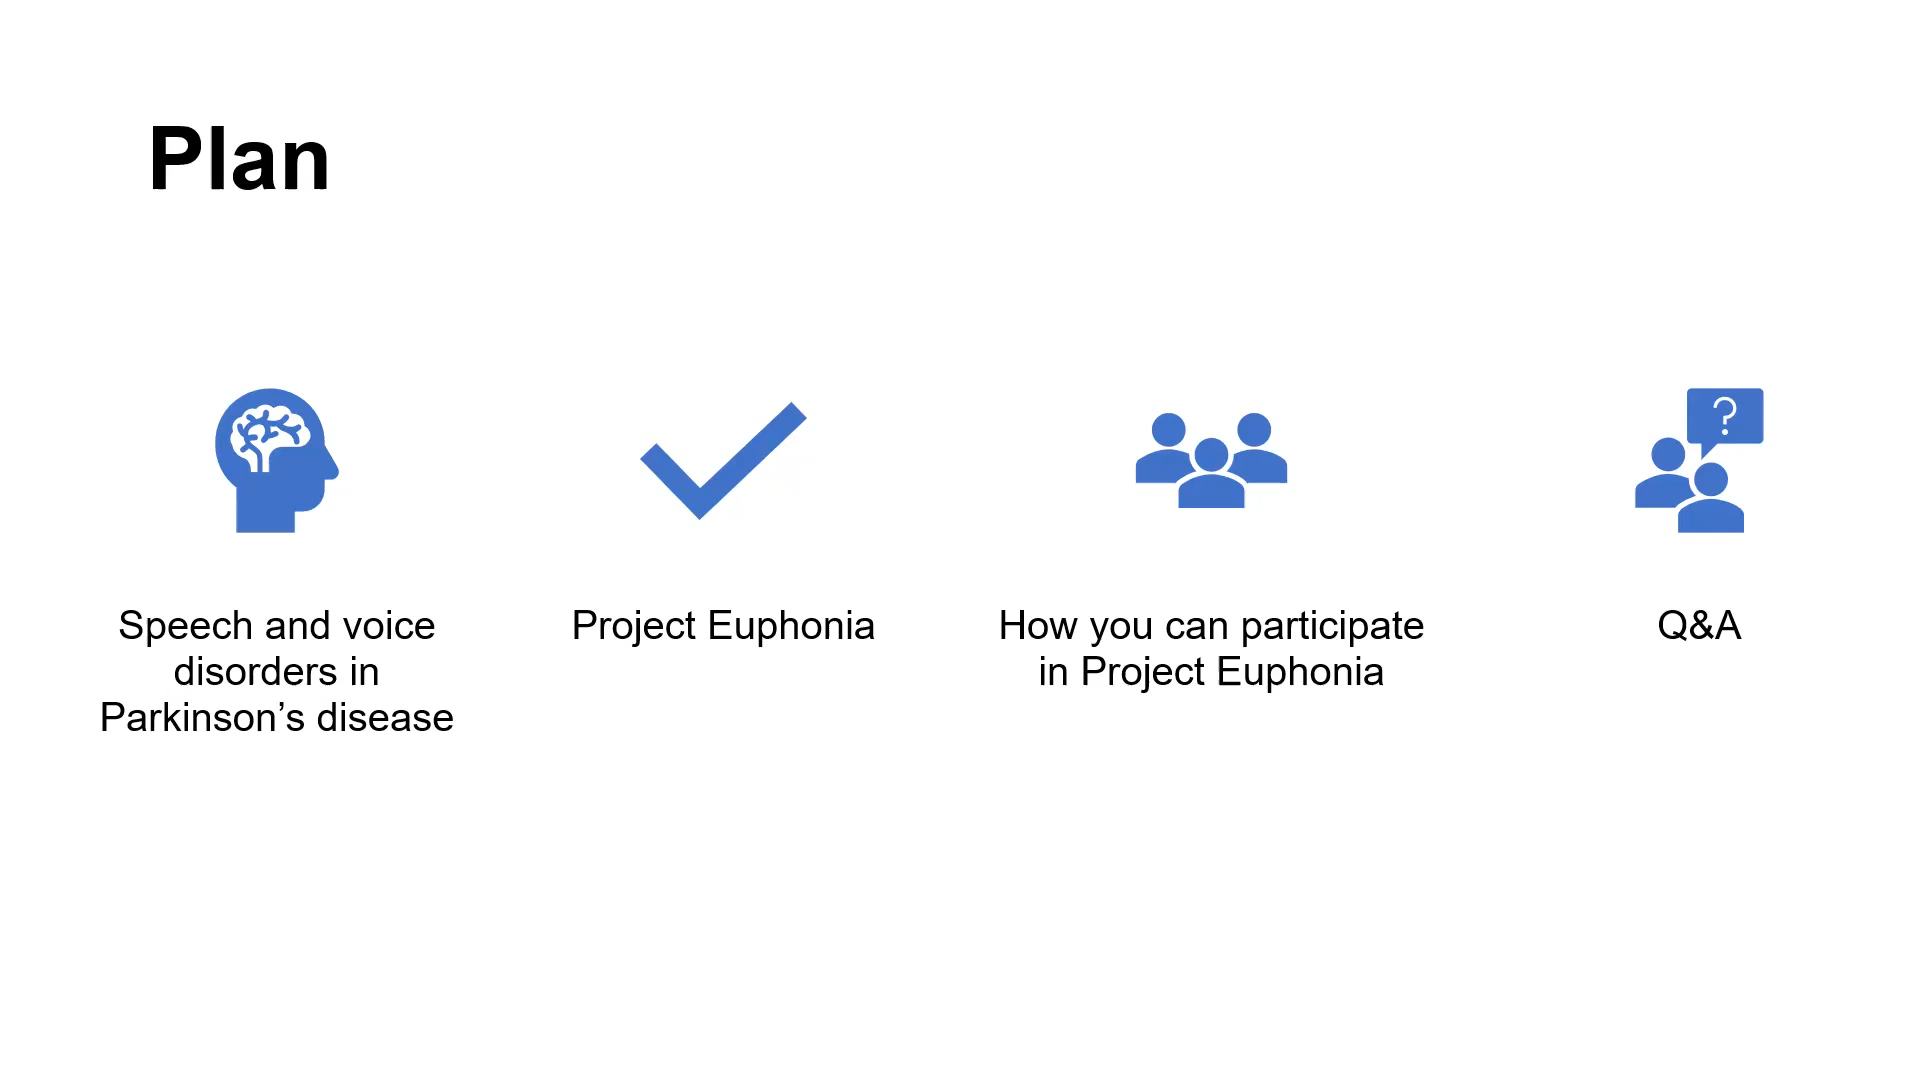 Plan
Speech and voice
disorders in
Parkinson’s disease
Project Euphonia
How you can participate
in Project Euphonia
?
Q&A